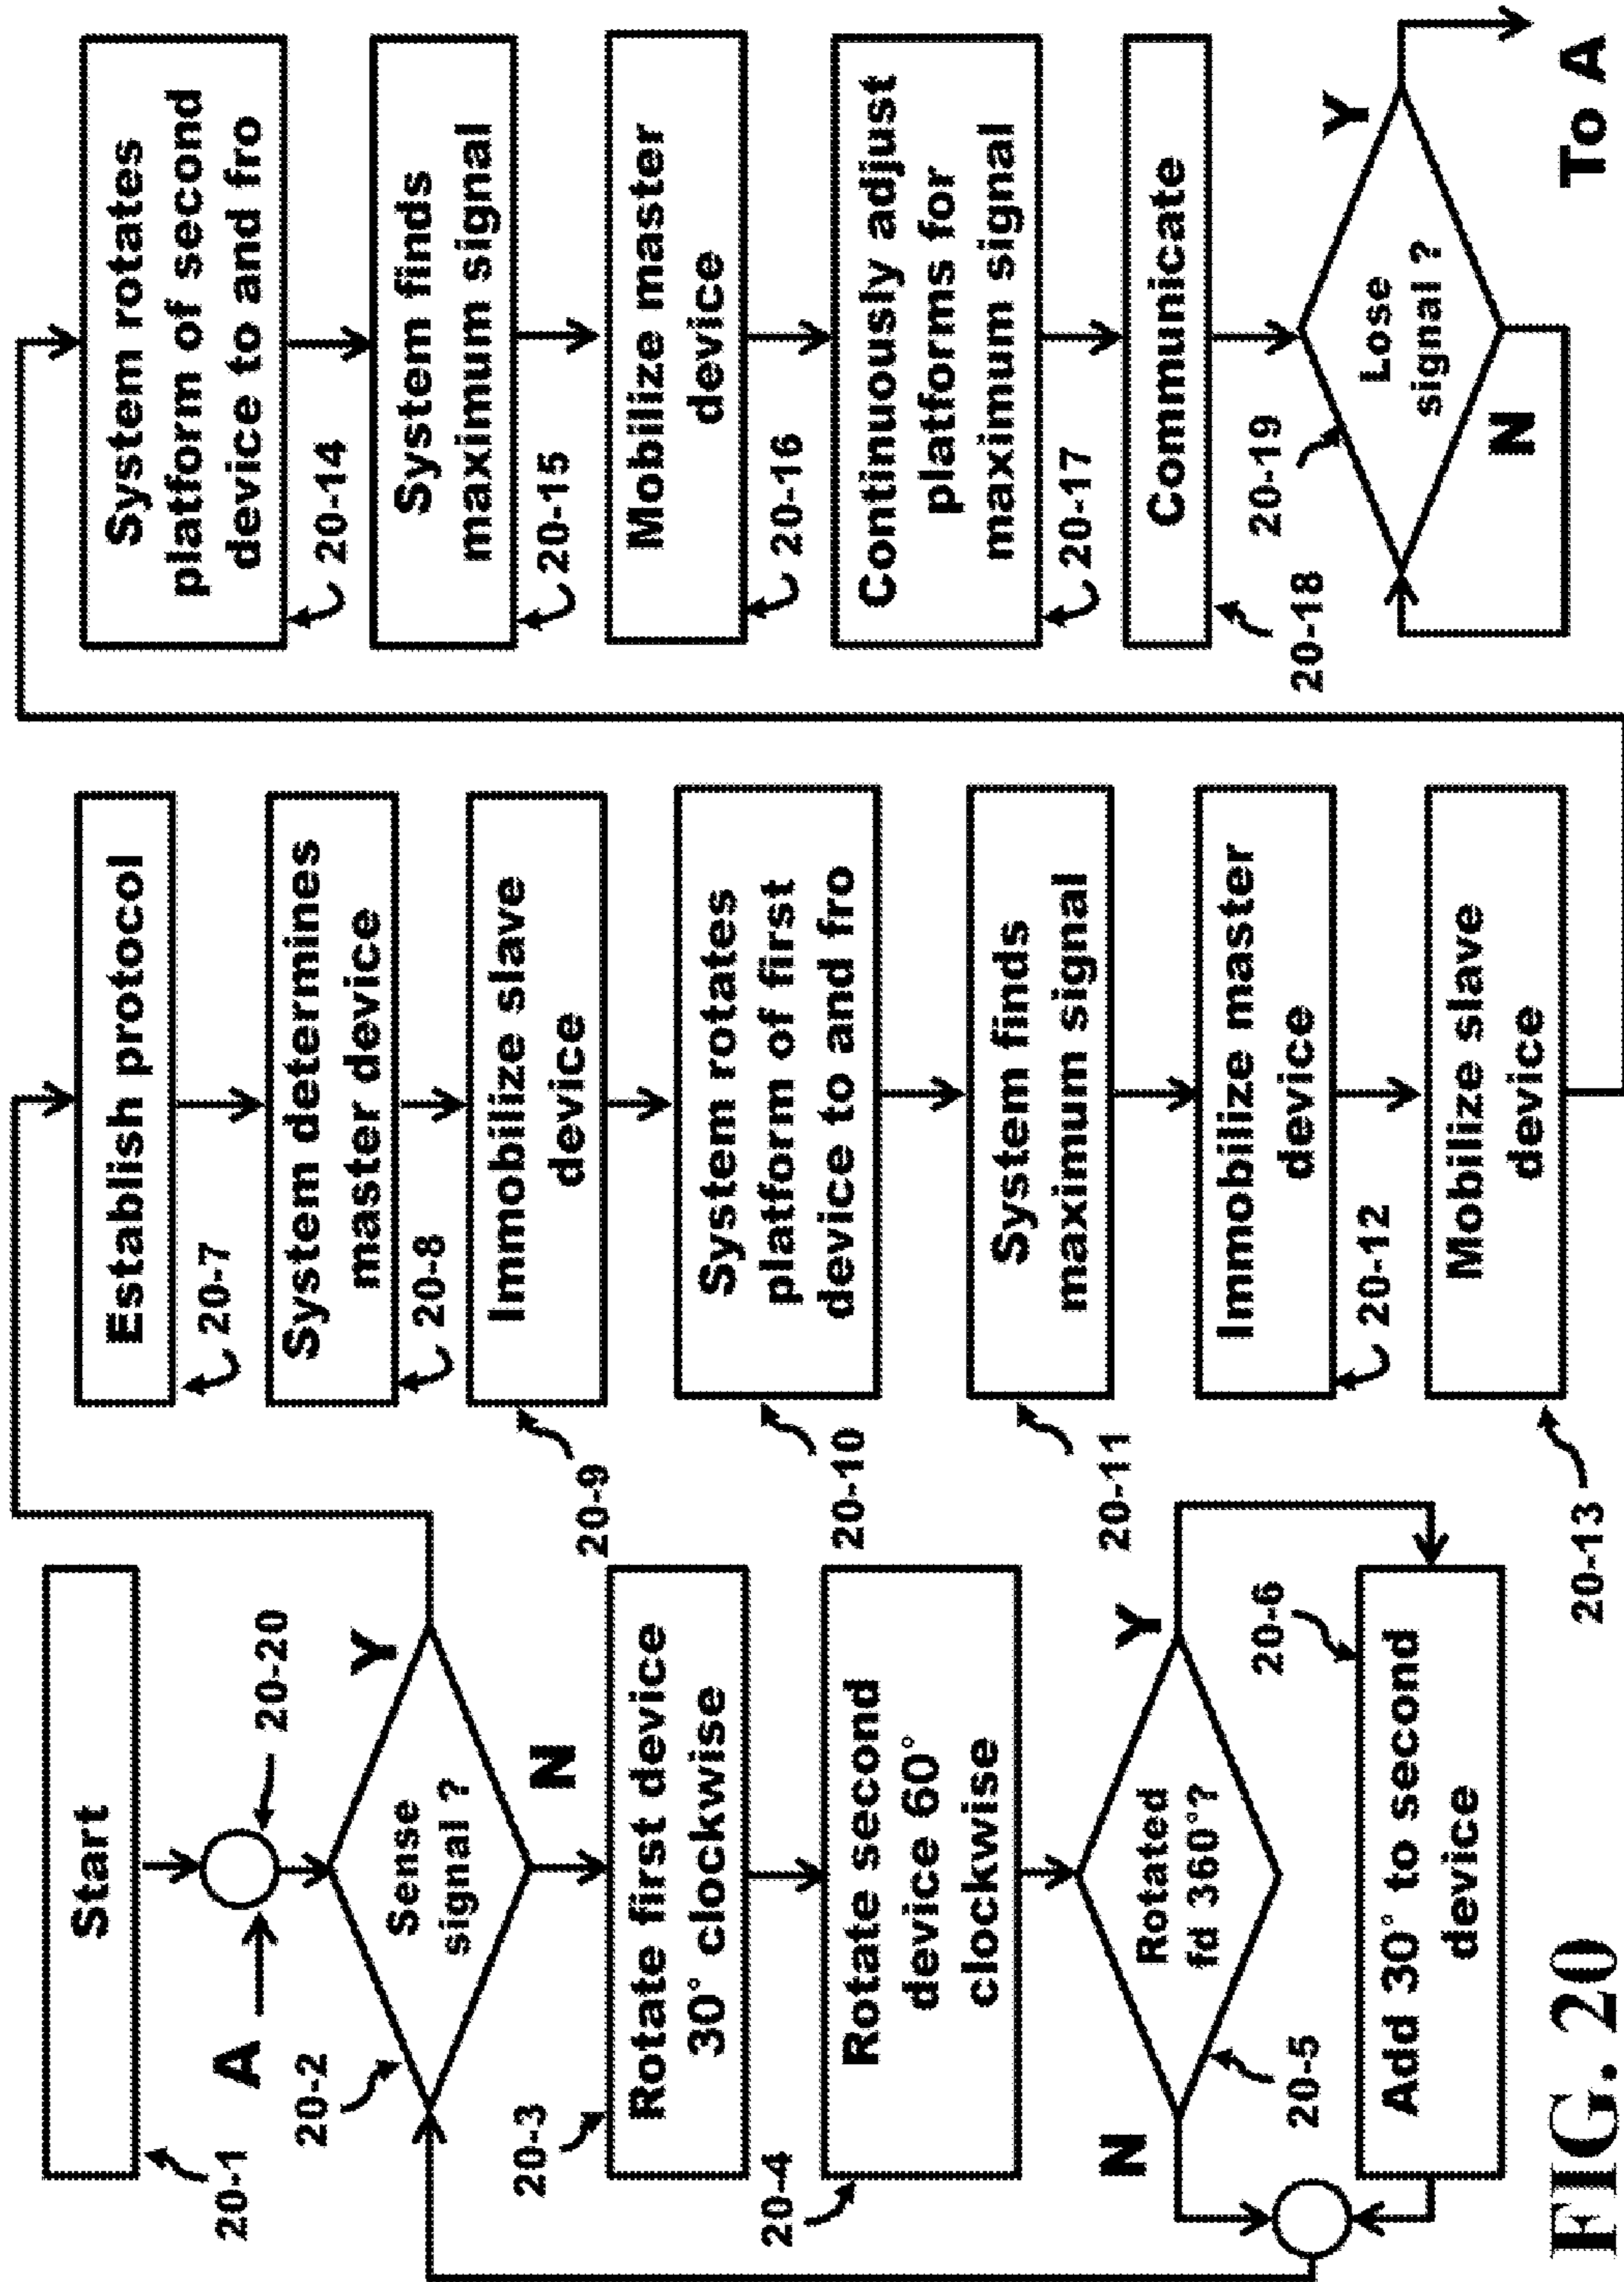 Start
20-1
A
20-20
20-2
Sense
signal ?
Y
N
20-3
Rotate first device
30° clockwise
20-4
Rotate second
device 60°
clockwise
Rotated
fd 360°?
Y
N
20-5
20-6
Add 30° to second
device
Establish protocol
20-7
System determines
master device
20-8
Immobilize slave
device
20-9
System rotates
platform of first
device to and fro
20-10
System finds
maximum signal
20-11
Immobilize master
device
20-12
Mobilize slave
device
20-13
System rotates
platform of second
device to and fro
20-14
System finds
maximum signal
20-15
Mobilize master
device
20-16
Continuously adjust
platforms for
maximum signal
20-17
Communicate
20-18
20-19
Lose
signal ?
Y
N
To A
FIG. 20